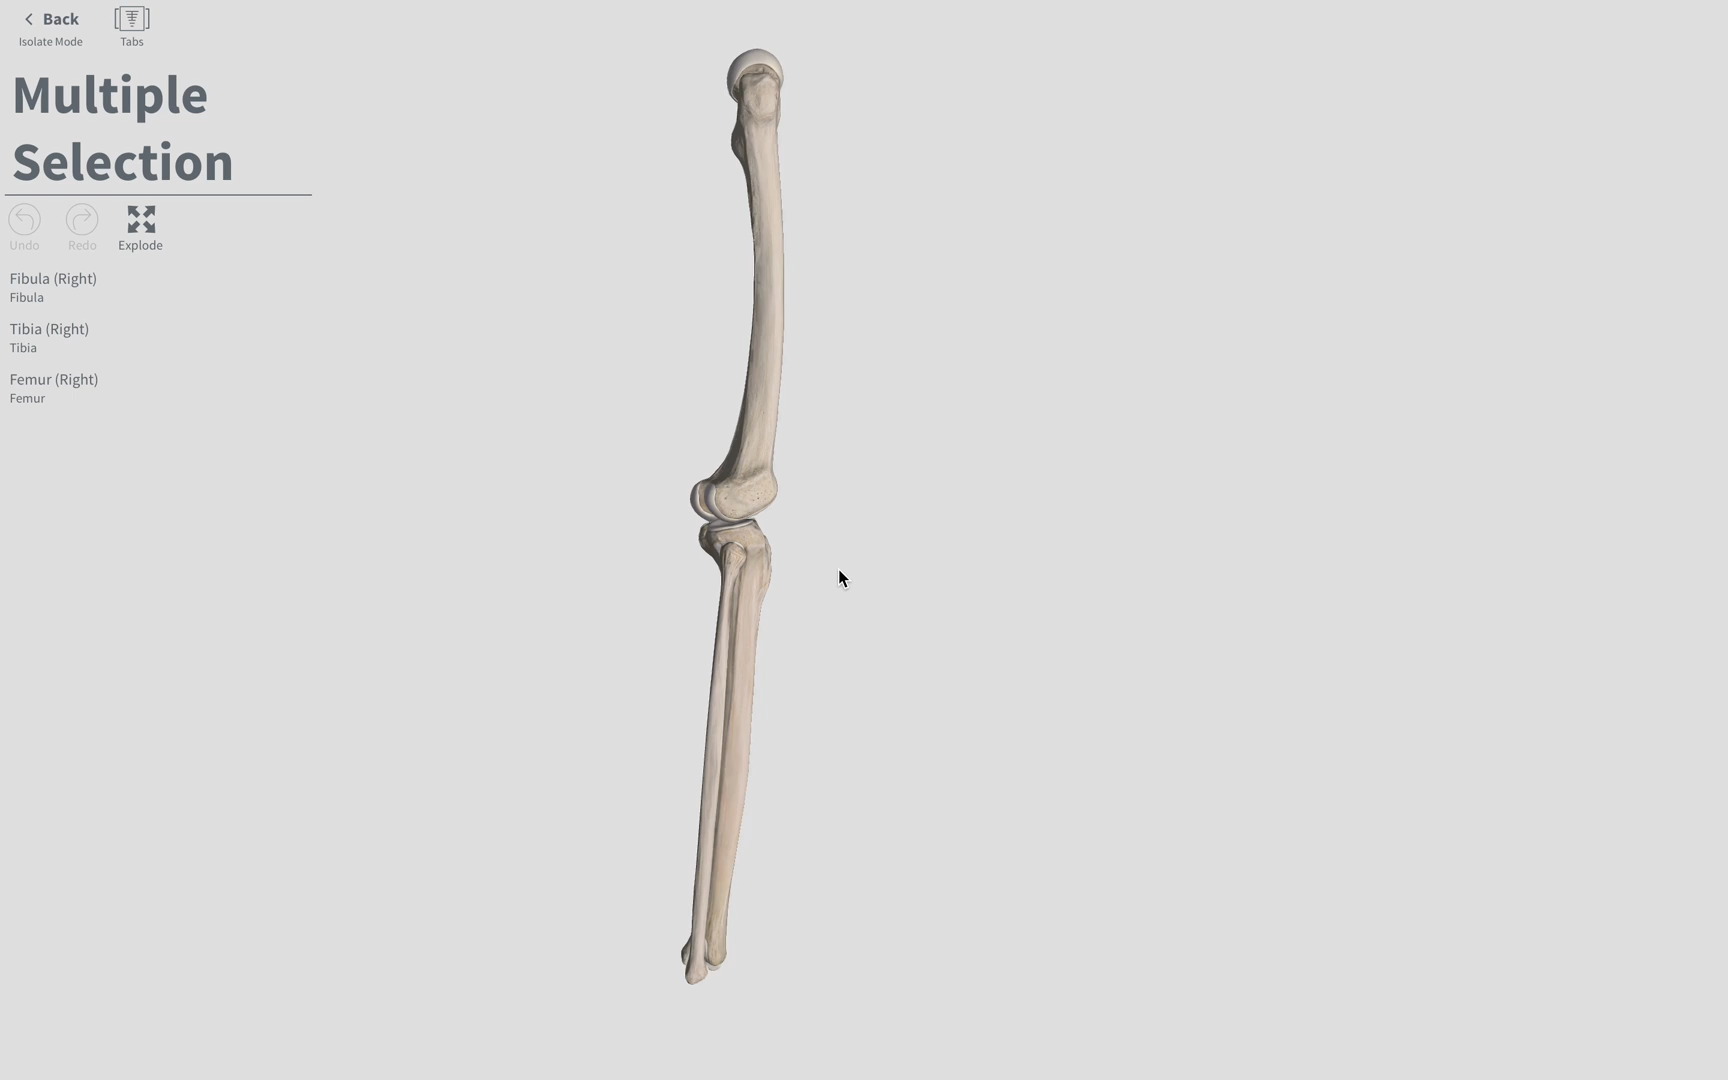 Back
Isolate Mode
Tabs
Multiple
Selection
Undo
Redo
Explode
Fibula (Right)
Fibula
Tibia (Right)
Tibia
Femur (Right)
Femur